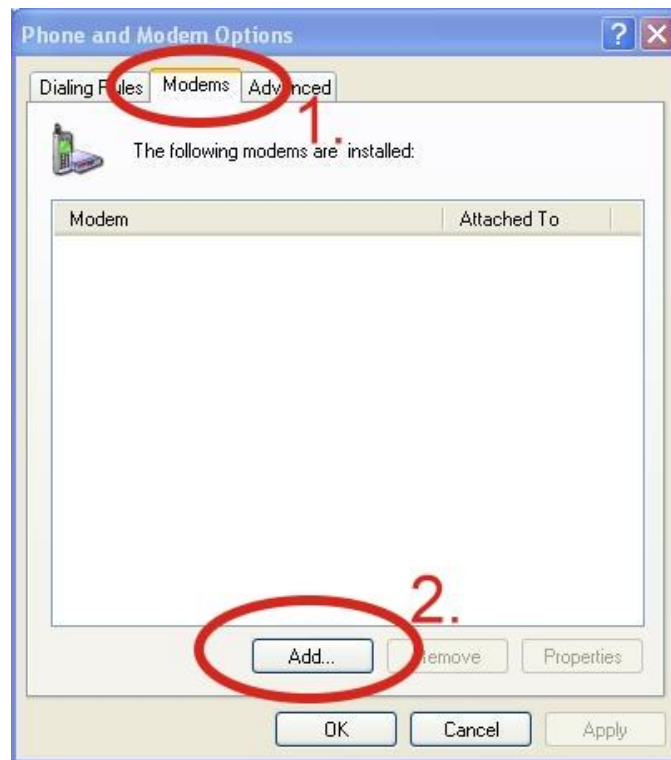 Phone and Modem Options
Dialing Rules Modems Advanced
1.
The following modems are installed:
Modem Attached To
2.
Add... Remove Properties
OK Cancel Apply